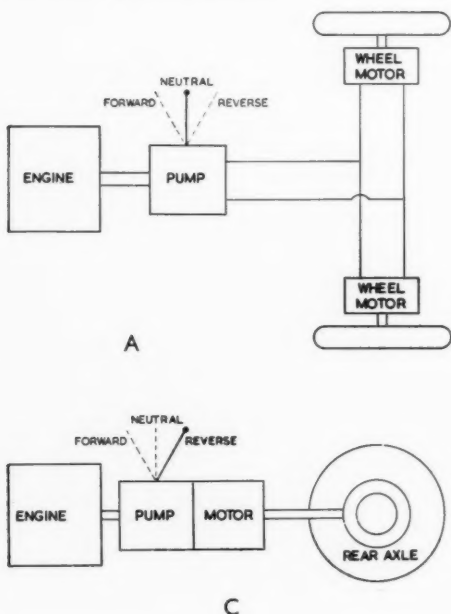 WHEEL
MOTOR
NEUTRAL
FORWARD
REVERSE
ENGINE
PUMP
WHEEL
MOTOR
A
NEUTRAL
FORWARD
REVERSE
ENGINE
PUMP
MOTOR
REAR AXLE
C